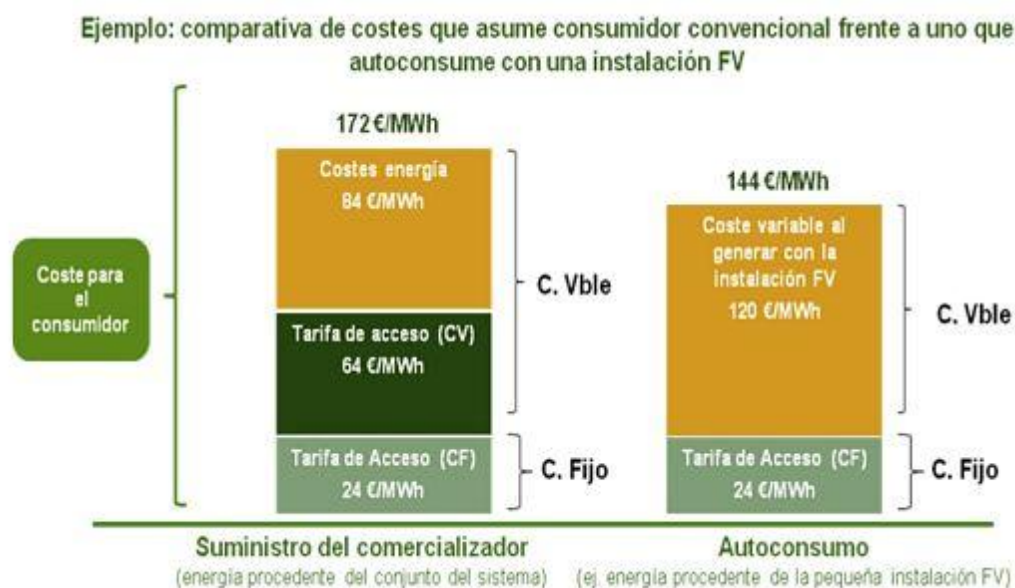 Ejemplo: comparativa de costes que asume consumidor convencional frente a uno que
autoconsume con una instalación FV
172 €/MWh
Costes energía
84 €/MWh
Tarifa de acceso (CV)
64 €/MWh
Tarifa de Acceso (CF)
24 €/MWh
C. Vble
C. Fijo
144 €/MWh
Coste variable al
generar con la
instalación FV
120 €/MWh
Tarifa de Acceso (CF)
24 €/MWh
C. Vble
C. Fijo
Coste para
el
consumidor
Suministro del comercializador
(energía procedente del conjunto del sistema)
Autoconsumo
(ej. energía procedente de la pequeña instalación FV)